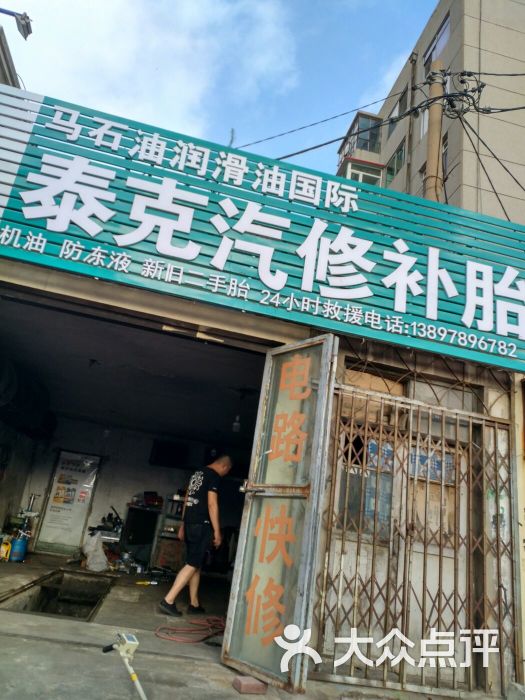 马石油润滑油国际
泰克汽修补胎
机油 防冻液 新旧二手胎 24小时救援电话:13897896782
电路
快修
大众点评